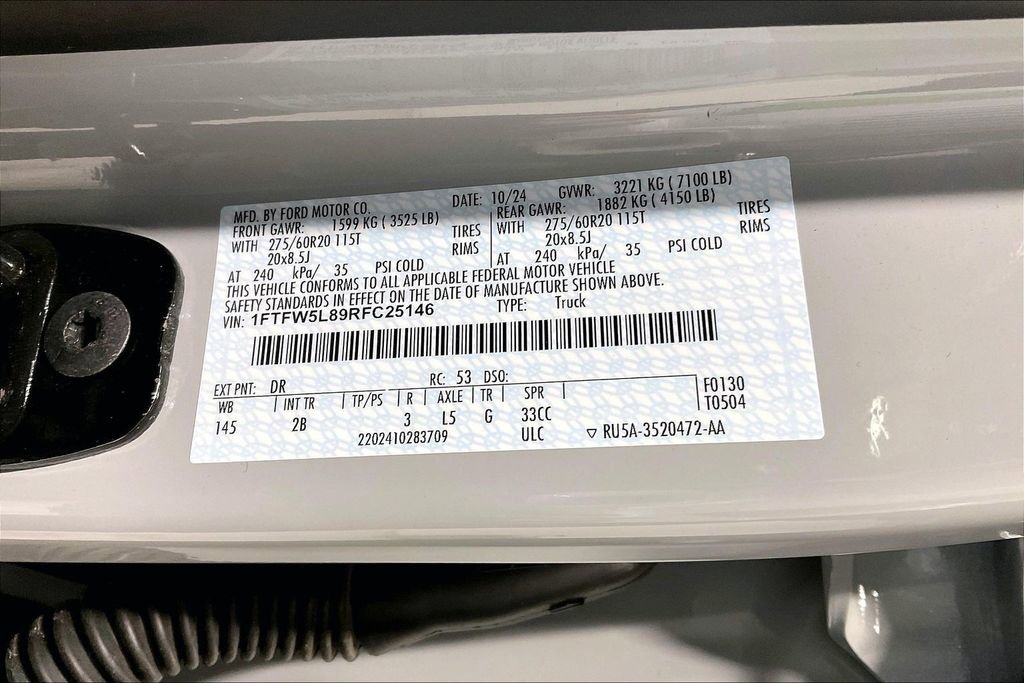 MFD. BY FORD MOTOR CO. DATE: 10/24 GVWR: 3221 KG ( 7100 LB)
FRONT GAWR: 1599 KG ( 3525 LB) REAR GAWR: 1882 KG ( 4150 LB)
WITH 275/60R20 115T TIRES WITH 275/60R20 115T TIRES
20x8.5J RIMS 20x8.5J RIMS
AT 240 kPa/ 35 PSI COLD AT 240 kPa/ 35 PSI COLD
THIS VEHICLE CONFORMS TO ALL APPLICABLE FEDERAL MOTOR VEHICLE
SAFETY STANDARDS IN EFFECT ON THE DATE OF MANUFACTURE SHOWN ABOVE.
VIN: 1FTFW5L89RFC25146 TYPE: Truck
EXT PNT: DR RC: 53 DSO:
WB INT TR TP/PS R AXLE TR SPR F0130
145 2B 3 L5 G 33CC T0504
2202410283709 ULC ▽ RU5A-3520472-AA